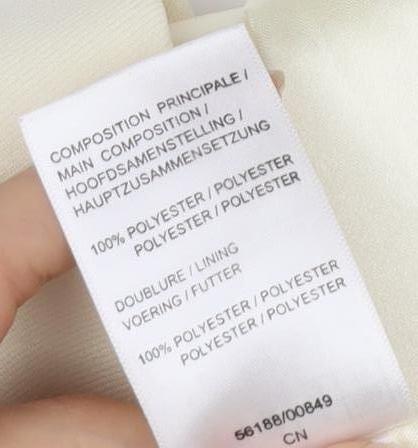 COMPOSITION PRINCIPALE /
MAIN COMPOSITION /
HOOFDSAMENSTELLING /
HAUPTZUSAMMENSETZUNG
100% POLYESTER / POLYESTER
POLYESTER / POLYESTER
DOUBLURE / LINING
VOERING / FUTTER
100% POLYESTER / POLYESTER
POLYESTER / POLYESTER
56188/00849
CN